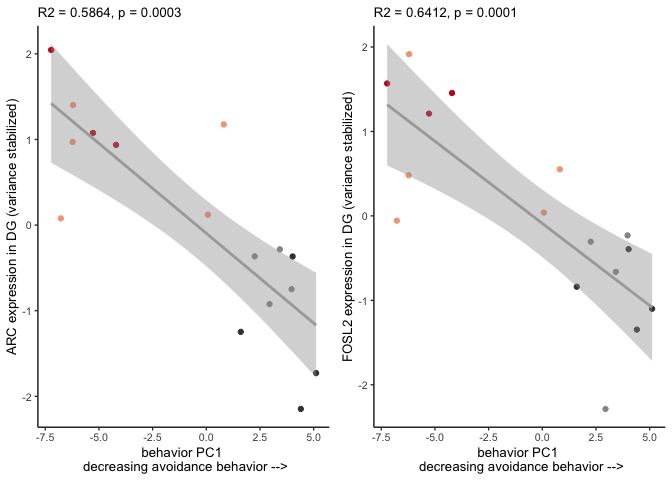 R2 = 0.5864, p = 0.0003
ARC expression in DG (variance stabilized)
2
1
0
-1
-2
-7.5 -5.0 -2.5 0.0 2.5 5.0
behavior PC1
decreasing avoidance behavior -->
R2 = 0.6412, p = 0.0001
FOSL2 expression in DG (variance stabilized)
2
1
0
-1
-2
-7.5 -5.0 -2.5 0.0 2.5 5.0
behavior PC1
decreasing avoidance behavior -->